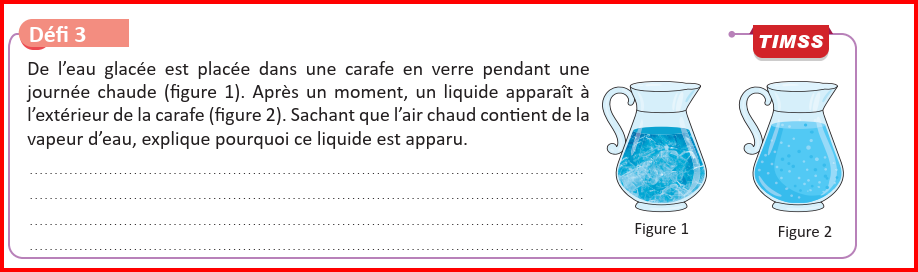 Défi 3
TIMSS
De l’eau glacée est placée dans une carafe en verre pendant une
journée chaude (figure 1). Après un moment, un liquide apparaît à
l’extérieur de la carafe (figure 2). Sachant que l’air chaud contient de la
vapeur d’eau, explique pourquoi ce liquide est apparu.
Figure 1
Figure 2